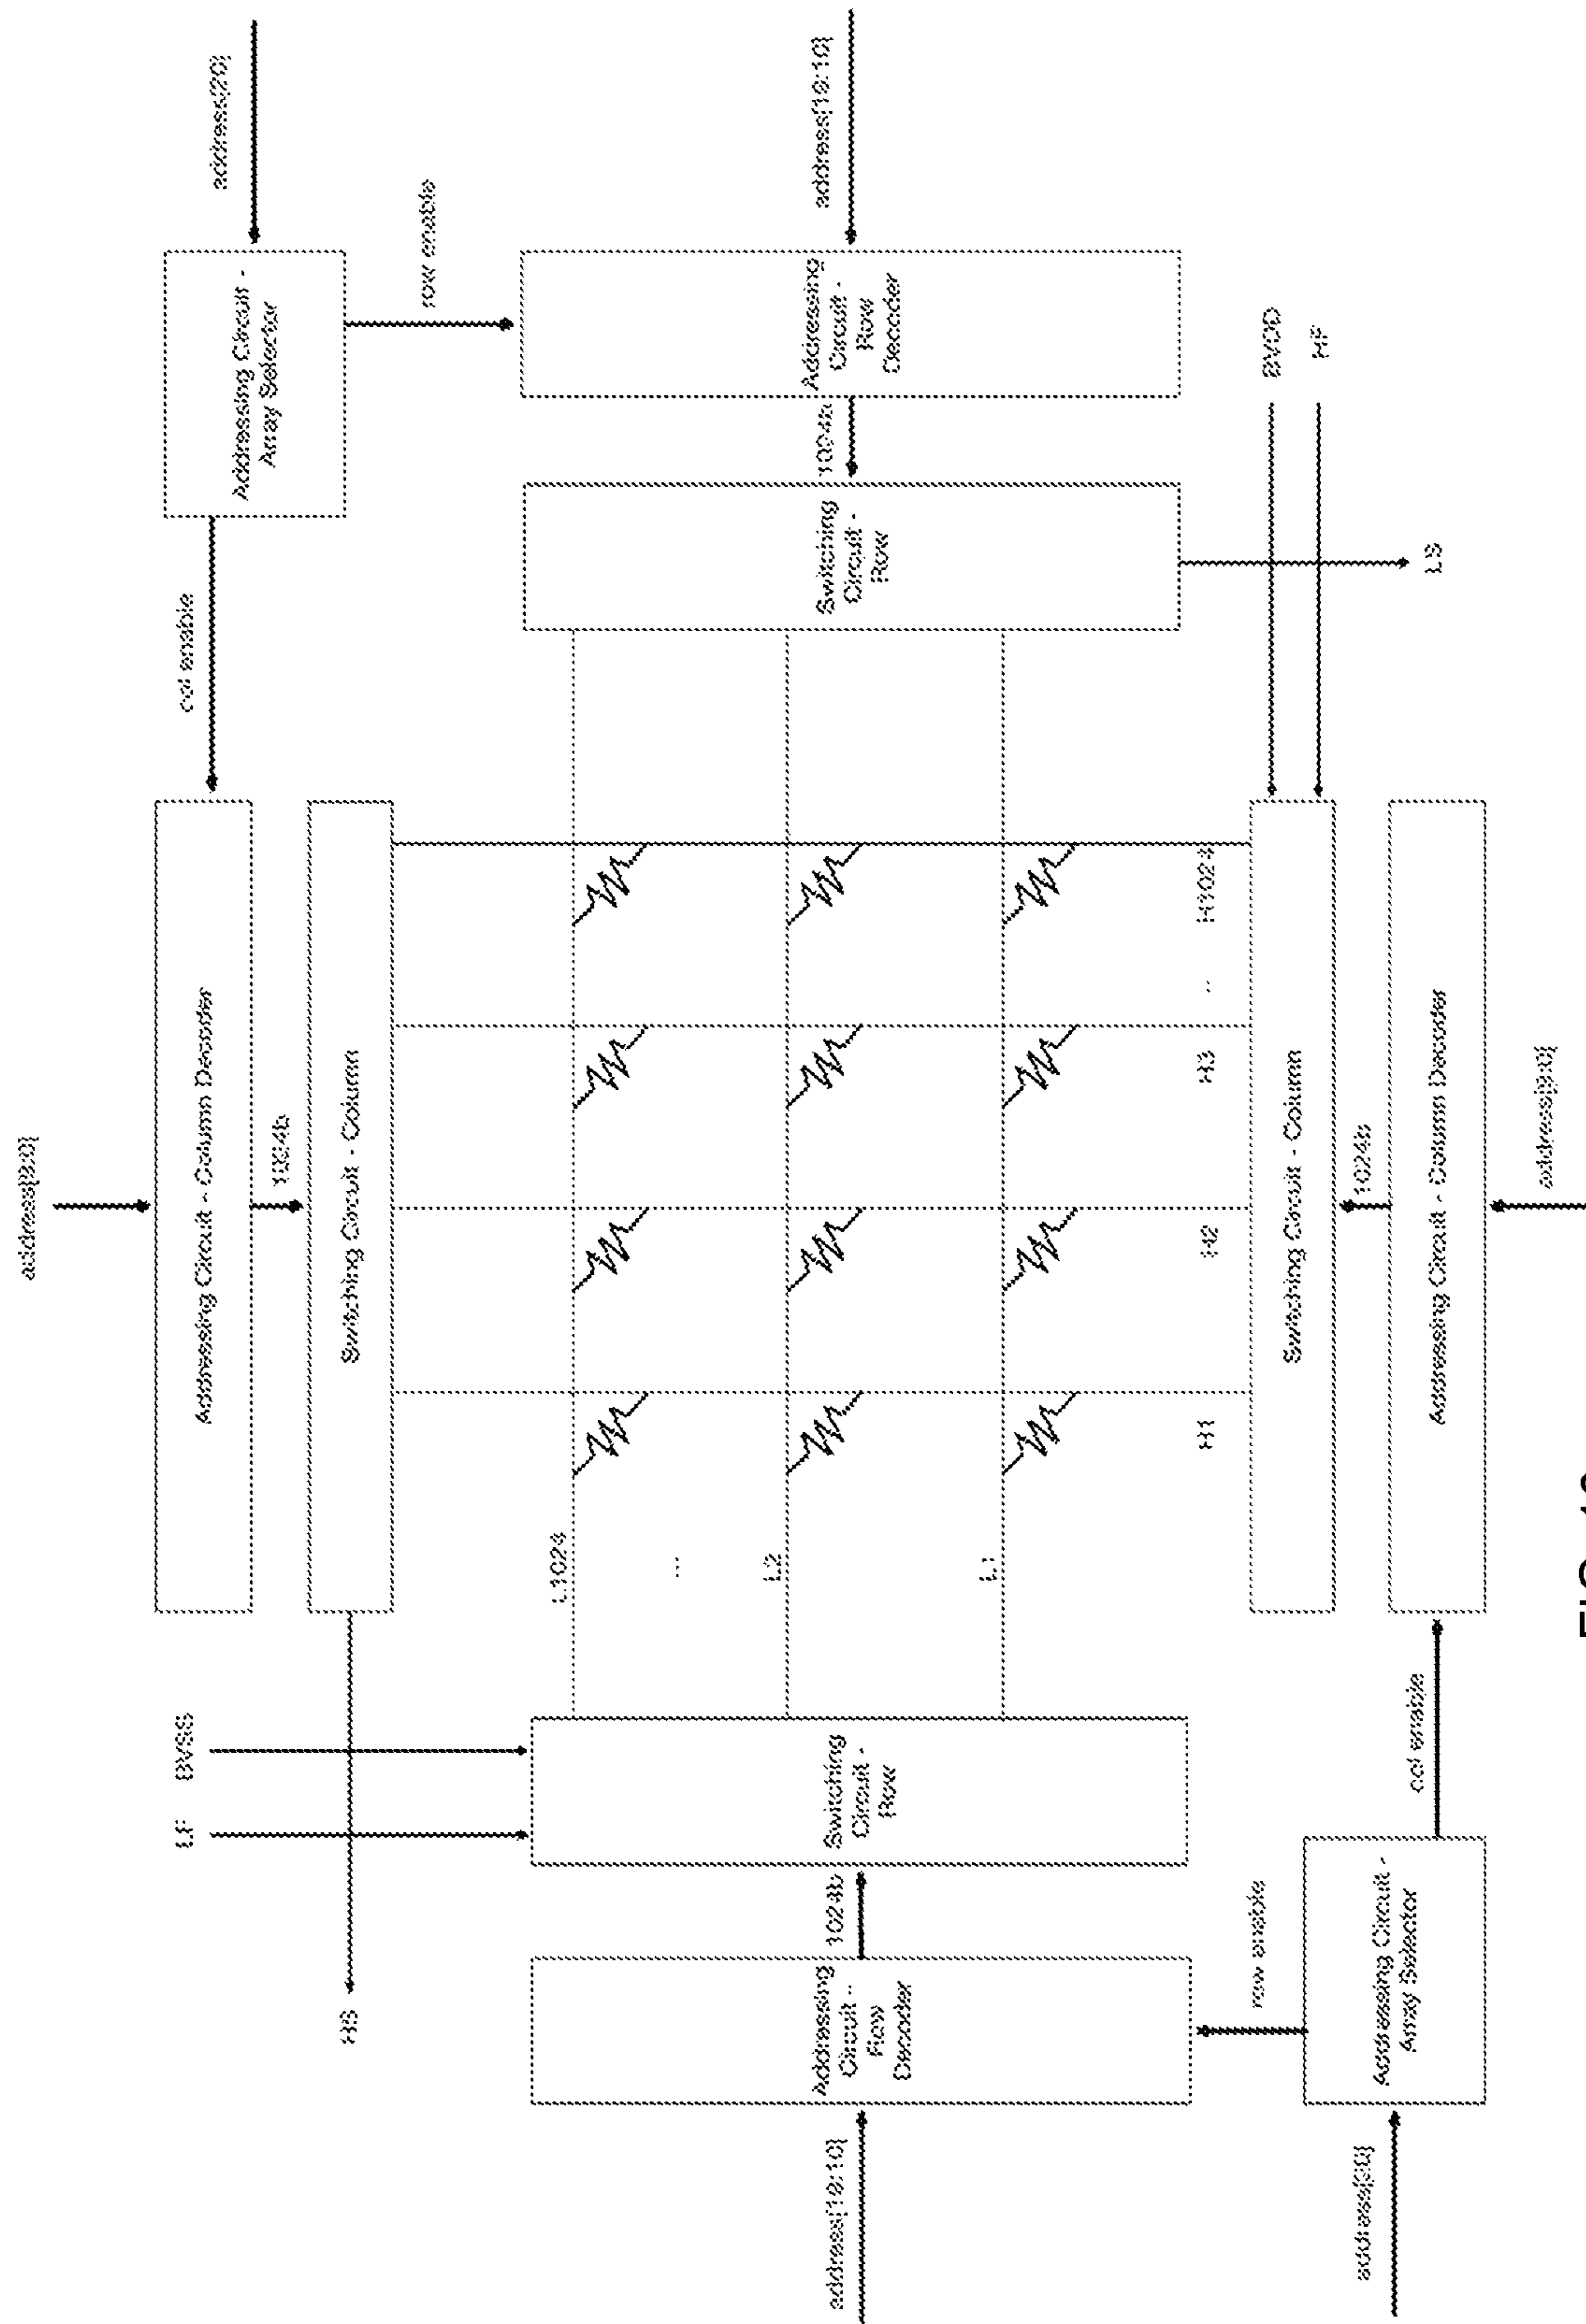 address[9:0]
Addressing Circuit - Column Decoder
1024b
Switching Circuit - Column
col enable
address[20]
Addressing Circuit -
Array Selector
row enable
LF
BVSS
HS
address[19:10]
Addressing
Circuit -
Row
Decoder
1024b
Switching
Circuit -
Row
L1024
...
L2
L1
H1
H2
H3
..
H1024
Switching
Circuit -
Row
1024b
Addressing
Circuit -
Row
Decoder
address[19:10]
BVDD
HF
LS
Switching Circuit - Column
1024b
Addressing Circuit - Column Decoder
address[9:0]
row enable
Addressing Circuit -
Array Selector
col enable
address[20]